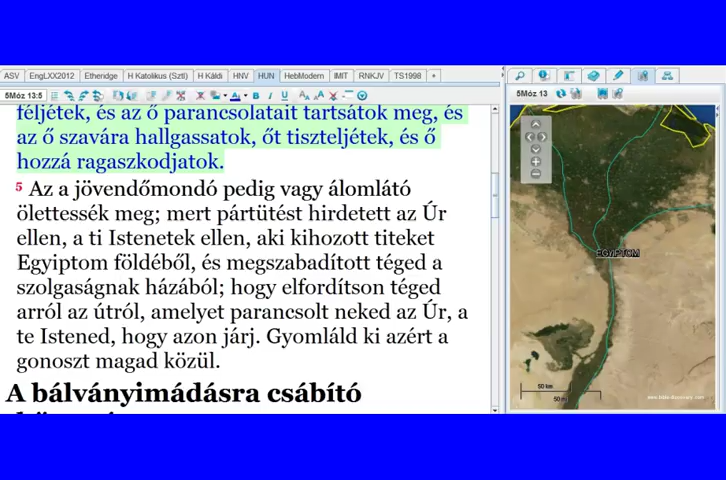 ASV EngLXX2012 Etheridge H Katolikus (Sztl) H Káldi HNV HUN HebModern IMIT RNKJV TS1998 +
5Móz 13:5
B I U
5Móz 13
féljétek, és az ő parancsolatait tartsátok meg, és
az ő szavára hallgassatok, őt tiszteljétek, és ő
hozzá ragaszkodjatok.
5 Az a jövendőmondó pedig vagy álomlátó
ölettessék meg; mert pártütést hirdetett az Úr
ellen, a ti Istenetek ellen, aki kihozott titeket
Egyiptom földéből, és megszabadított téged a
szolgaságnak házából; hogy elfordítson téged
arról az útról, amelyet parancsolt neked az Úr, a
te Istened, hogy azon járj. Gyomláld ki azért a
gonoszt magad közül.
A bálványimádásra csábító
EGYIPTOM
50 km
50 mi